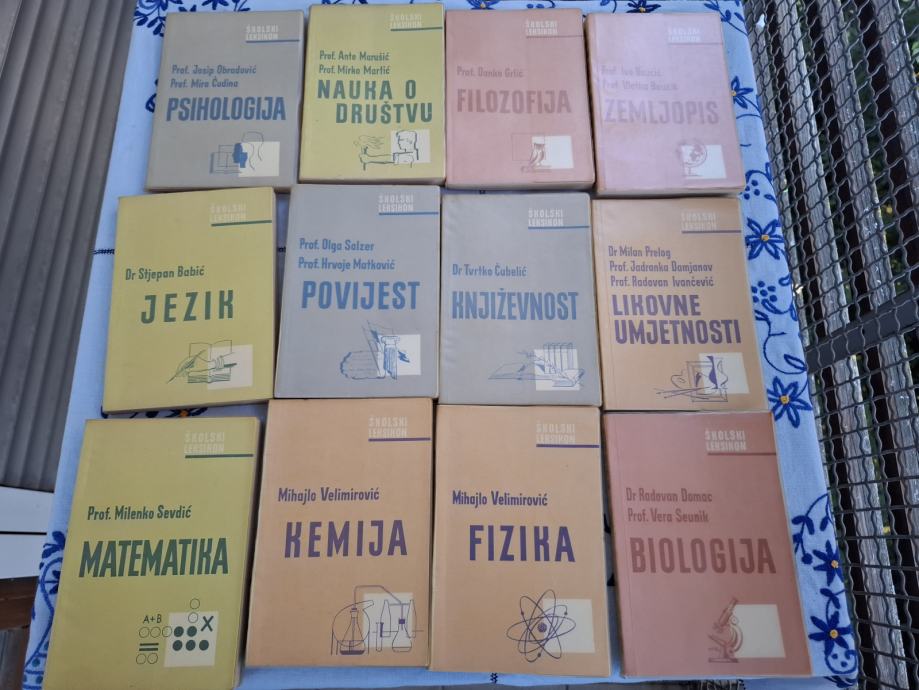 ŠKOLSKI
LEKSIKON
Prof. Josip Obradović
Prof. Mira Čudina
PSIHOLOGIJA
ŠKOLSKI
LEKSIKON
Prof. Ante Marušić
Prof. Mirko Martić
NAUKA O
DRUŠTVU
ŠKOLSKI
LEKSIKON
Prof. Danko Grlić
FILOZOFIJA
ŠKOLSKI
LEKSIKON
Prof. Ivo
Prof.
ZEMLJOPIS
ŠKOLSKI
LEKSIKON
Dr Stjepan Babić
JEZIK
ŠKOLSKI
LEKSIKON
Prof. Olga Salzer
Prof. Hrvoje Matković
POVIJEST
ŠKOLSKI
LEKSIKON
Dr Tvrtko Čubelić
KNJIŽEVNOST
ŠKOLSKI
LEKSIKON
Dr Milan Prelog
Prof. Jadranka Damjanov
Prof. Radovan Ivančević
LIKOVNE
UMJETNOSTI
ŠKOLSKI
LEKSIKON
Prof. Milenko Sevdić
MATEMATIKA
A+B
X
ŠKOLSKI
LEKSIKON
Mihajlo Velimirović
KEMIJA
ŠKOLSKI
LEKSIKON
Mihajlo Velimirović
FIZIKA
ŠKOLSKI
LEKSIKON
Dr Radovan Domac
Prof. Vera Seunik
BIOLOGIJA